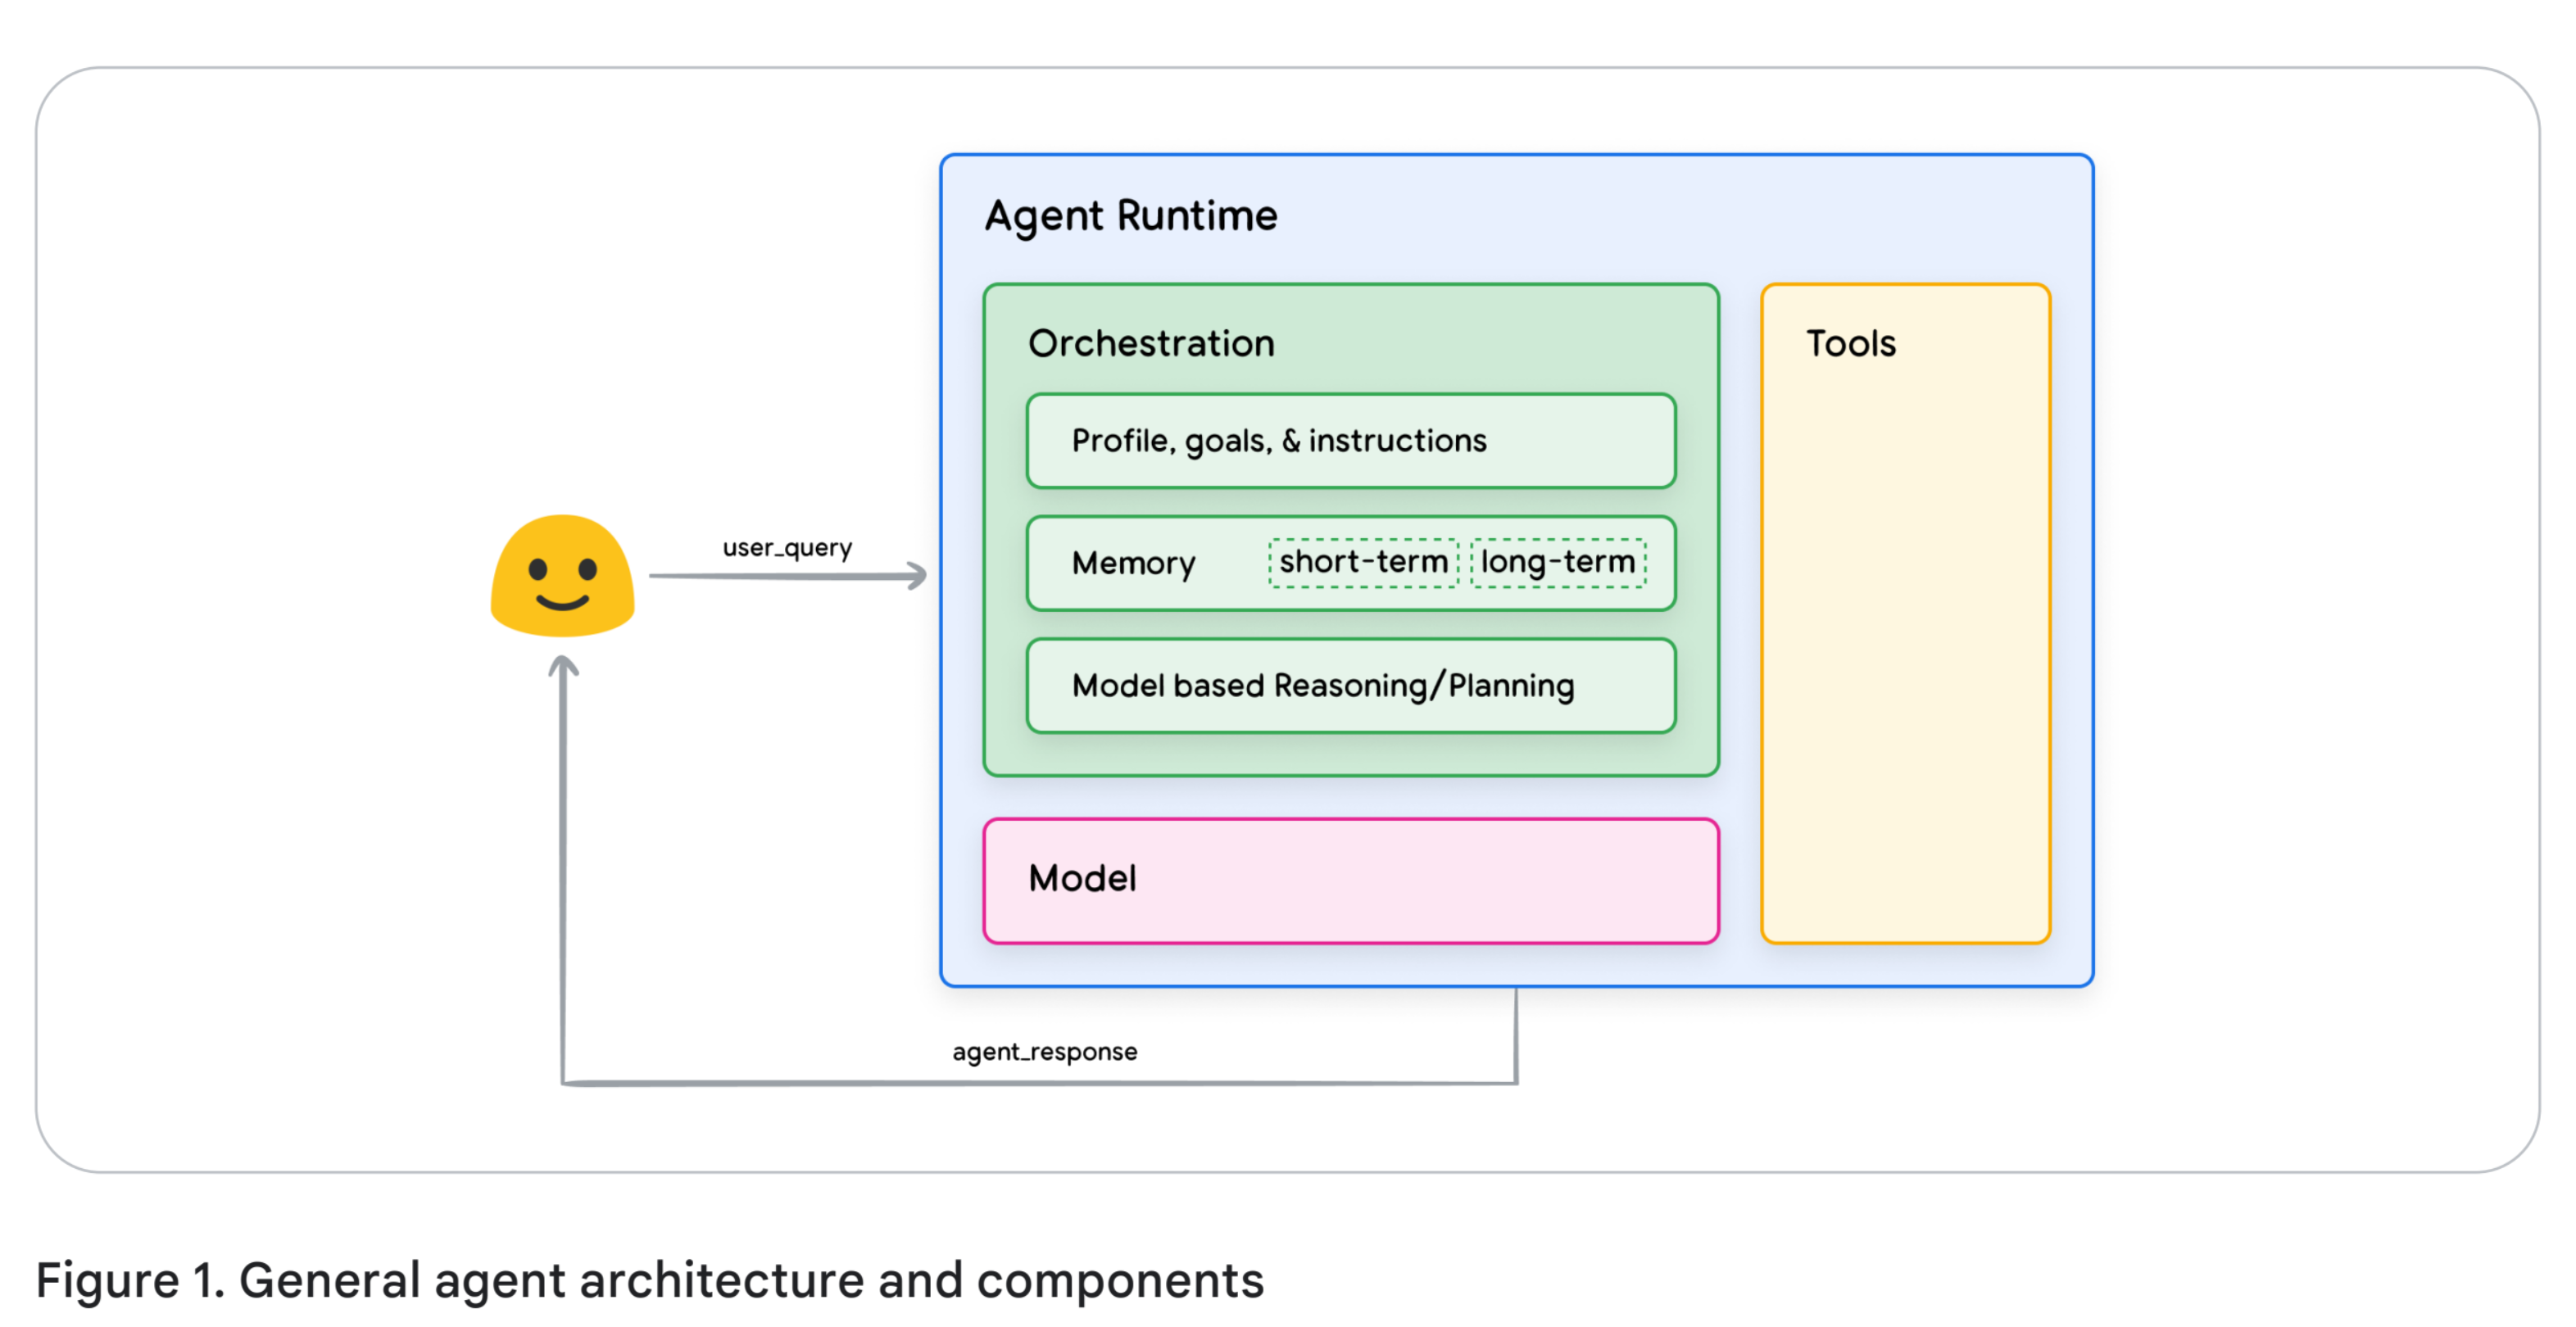 Agent Runtime
Orchestration
Profile, goals, & instructions
Memory short-term long-term
Model based Reasoning/Planning
Model
Tools
user_query
agent_response
Figure 1. General agent architecture and components